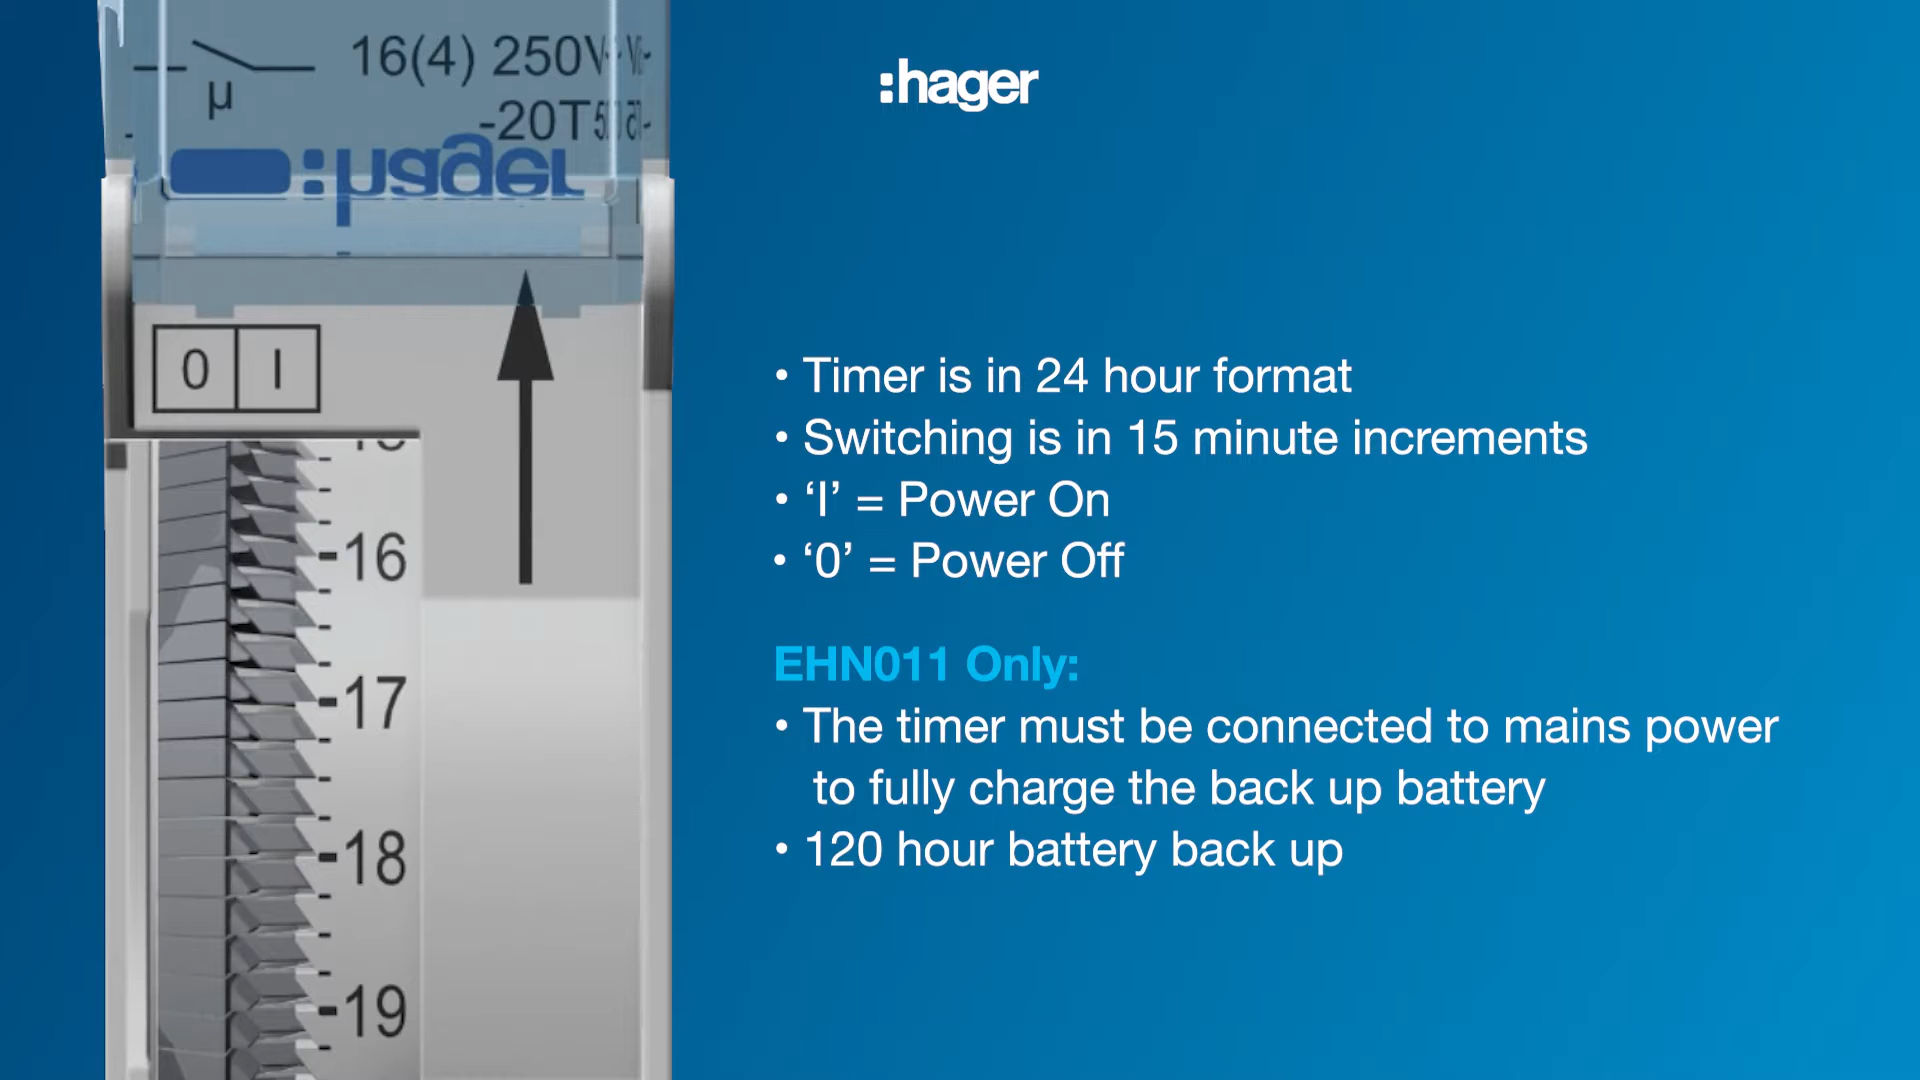 16(4) 250V~
µ
-20T
:hager
:hager
0 I
16
17
18
19
• Timer is in 24 hour format
• Switching is in 15 minute increments
• ‘I’ = Power On
• ‘0’ = Power Off
EHN011 Only:
• The timer must be connected to mains power
to fully charge the back up battery
• 120 hour battery back up